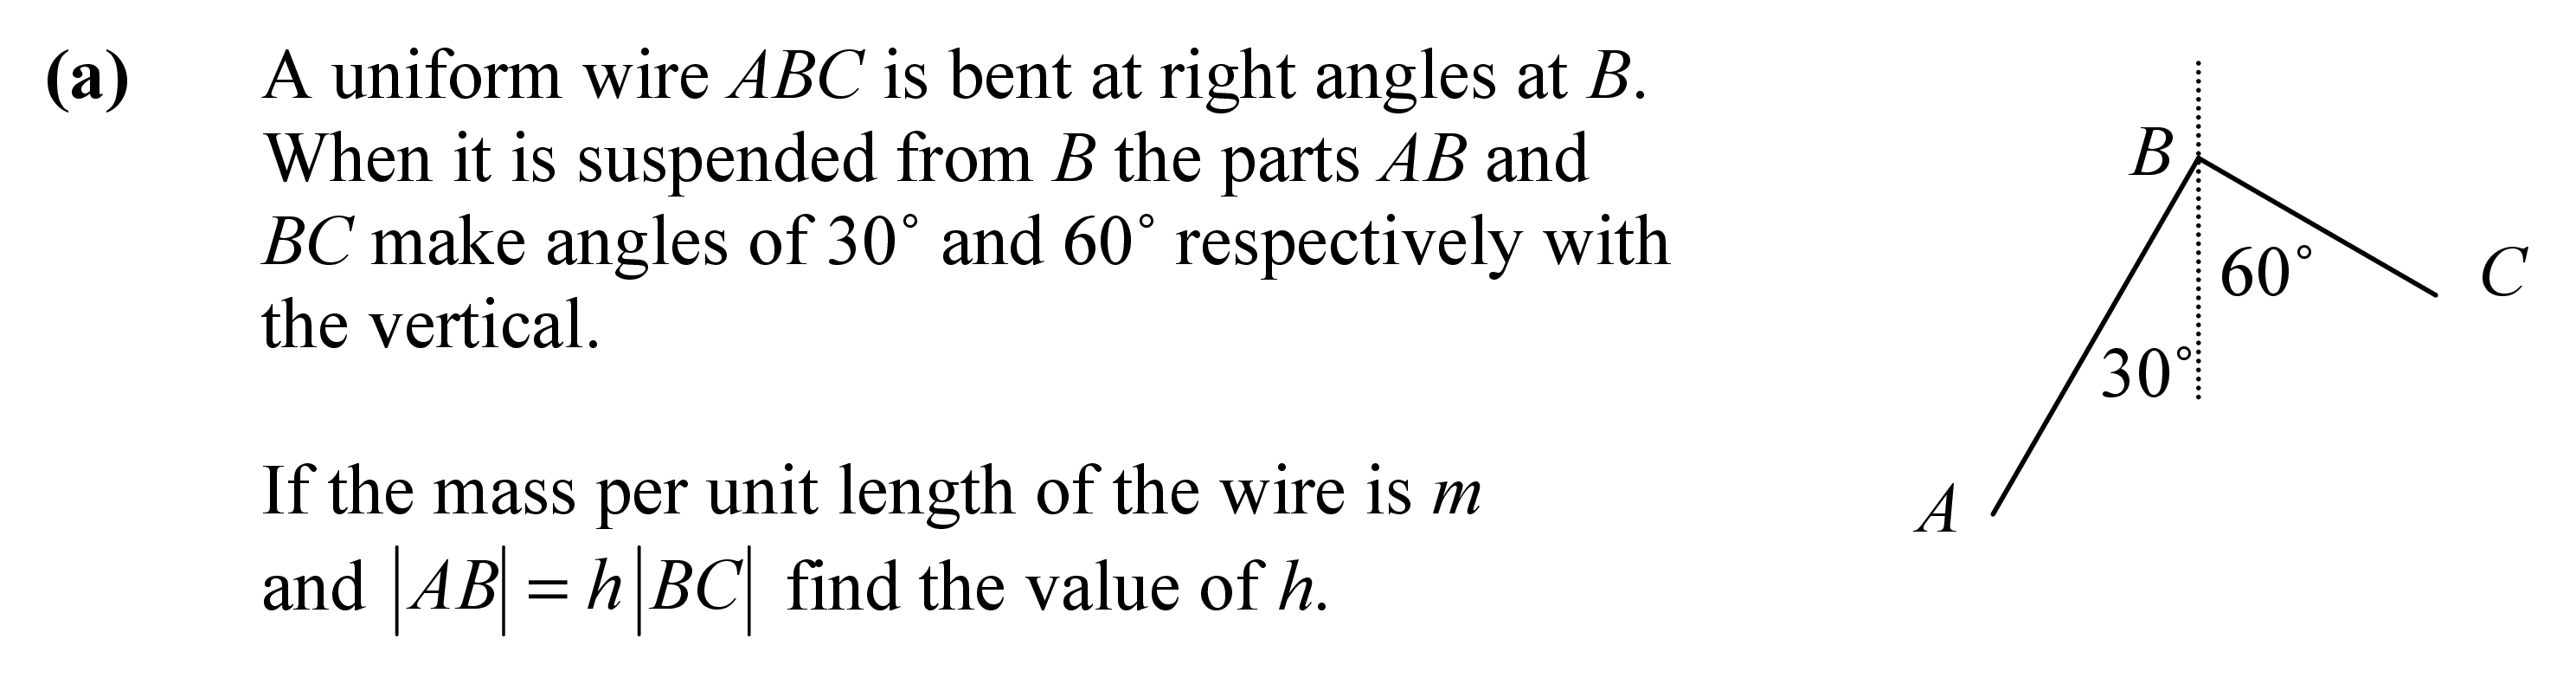 (a) A uniform wire ABC is bent at right angles at B.
When it is suspended from B the parts AB and
BC make angles of 30° and 60° respectively with
the vertical.
If the mass per unit length of the wire is m
and |AB| = h|BC| find the value of h.
B
60°
C
30°
A